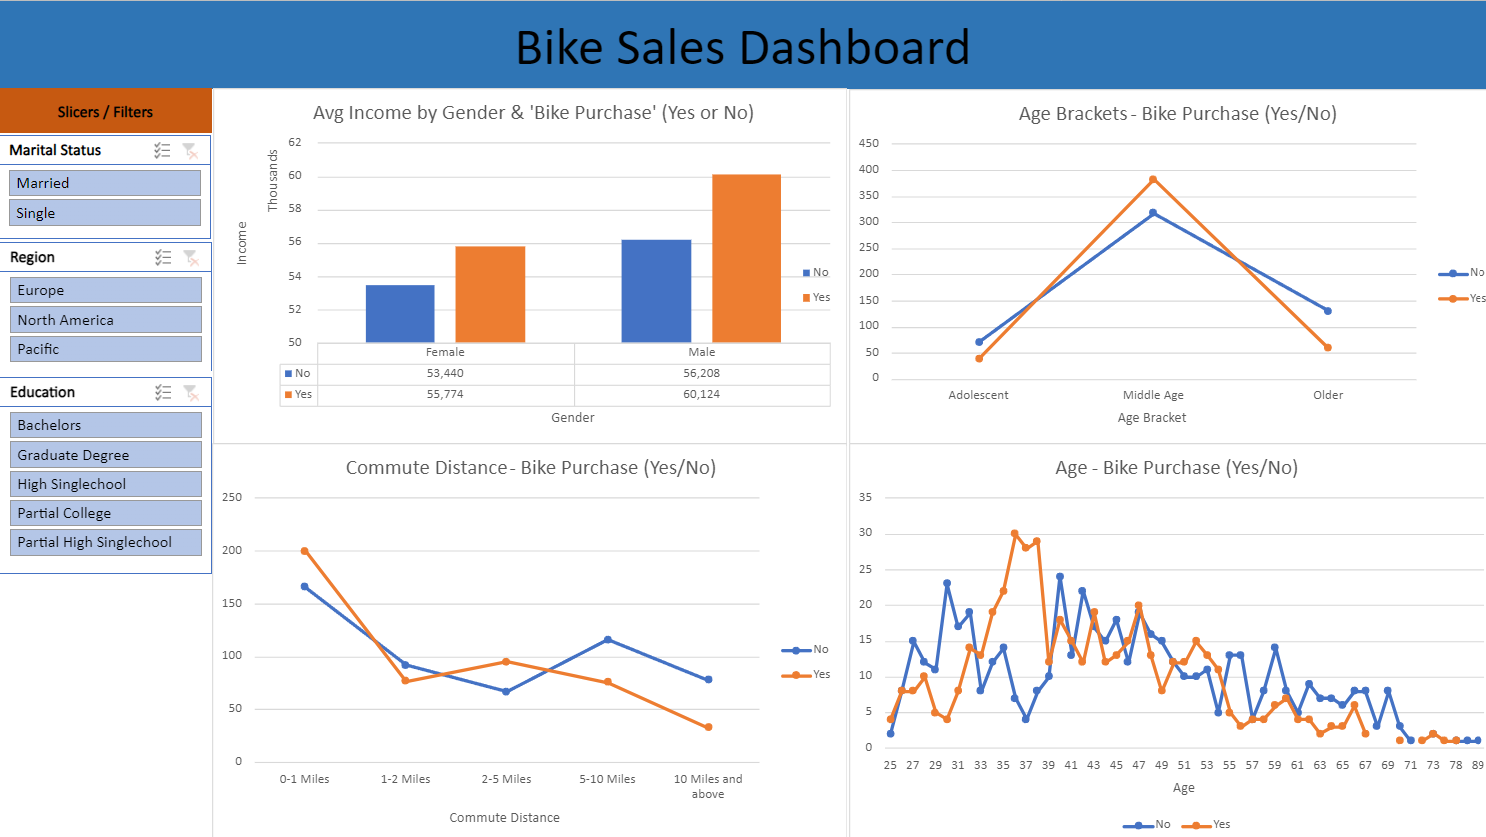 Bike Sales Dashboard
Slicers / Filters
Marital Status
Married
Single
Region
Europe
North America
Pacific
Education
Bachelors
Graduate Degree
High Singlechool
Partial College
Partial High Singlechool
Avg Income by Gender & 'Bike Purchase' (Yes or No)
Thousands
Income
62
60
58
56
54
52
50
No
Yes
Female Male
No 53,440 56,208
Yes 55,774 60,124
Gender
Age Brackets - Bike Purchase (Yes/No)
450
400
350
300
250
200
150
100
50
0
No
Yes
Adolescent Middle Age Older
Age Bracket
Commute Distance - Bike Purchase (Yes/No)
250
200
150
100
50
0
No
Yes
0-1 Miles 1-2 Miles 2-5 Miles 5-10 Miles 10 Miles and
above
Commute Distance
Age - Bike Purchase (Yes/No)
35
30
25
20
15
10
5
0
25 27 29 31 33 35 37 39 41 43 45 47 49 51 53 55 57 59 61 63 65 67 69 71 73 78 89
Age
No Yes